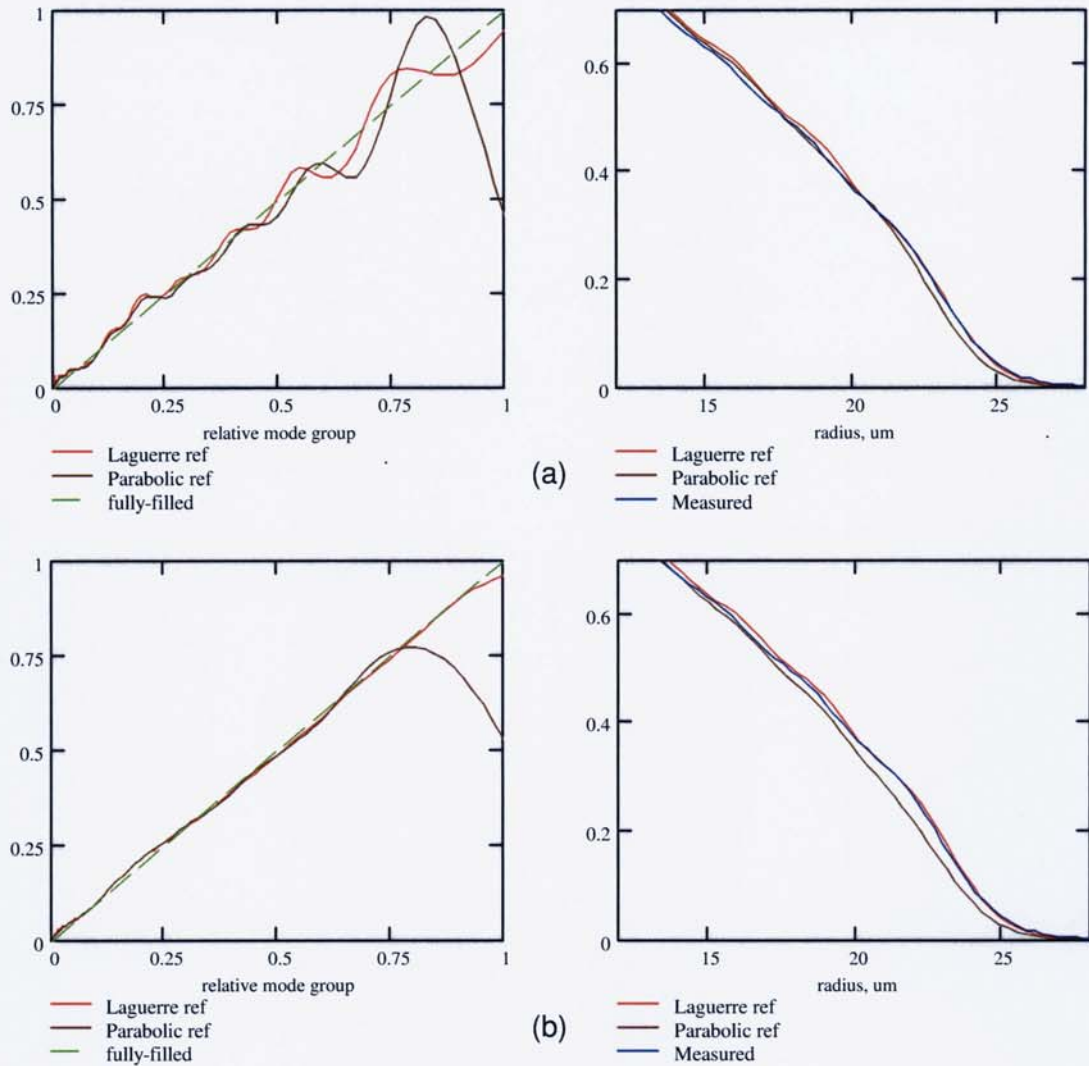 1
0.75
0.5
0.25
0
0 0.25 0.5 0.75 1
relative mode group
Laguerre ref
Parabolic ref
fully-filled
0.6
0.4
0.2
0
15 20 25
radius, um
Laguerre ref
Parabolic ref
Measured
(a)
1
0.75
0.5
0.25
0
0 0.25 0.5 0.75 1
relative mode group
Laguerre ref
Parabolic ref
fully-filled
0.6
0.4
0.2
0
15 20 25
radius, um
Laguerre ref
Parabolic ref
Measured
(b)